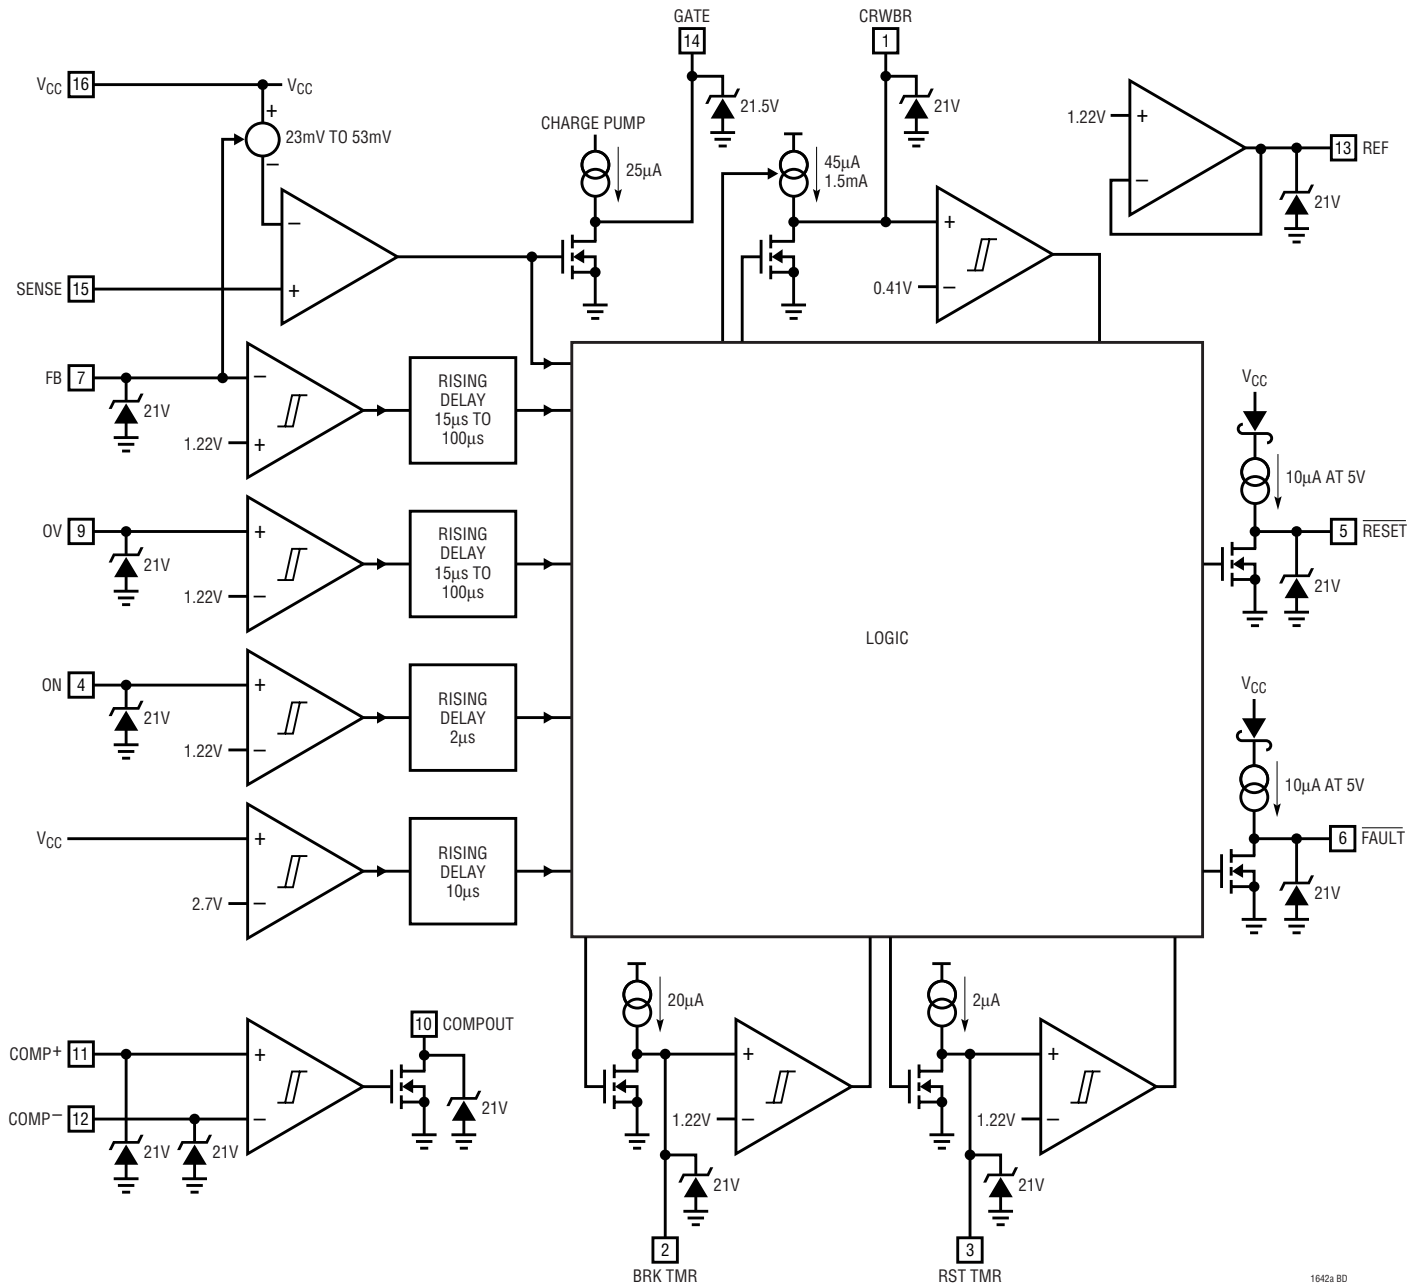 GATE
14
CRWBR
1
VCC 16
VCC
+
23mV TO 53mV
−
21.5V
21V
CHARGE PUMP
25µA
45µA
1.5mA
1.22V
+
−
13 REF
21V
−
+
SENSE 15
+
0.41V
−
FB 7
21V
−
1.22V
+
RISING
DELAY
15µs TO
100µs
OV 9
21V
+
1.22V
−
RISING
DELAY
15µs TO
100µs
ON 4
21V
+
1.22V
−
RISING
DELAY
2µs
VCC
+
2.7V
−
RISING
DELAY
10µs
LOGIC
VCC
10µA AT 5V
5 RESET
21V
VCC
10µA AT 5V
6 FAULT
21V
COMP+ 11
COMP− 12
+
−
21V
21V
10 COMPOUT
21V
20µA
+
1.22V
−
21V
2
BRK TMR
2µA
+
1.22V
−
21V
3
RST TMR
1642a BD